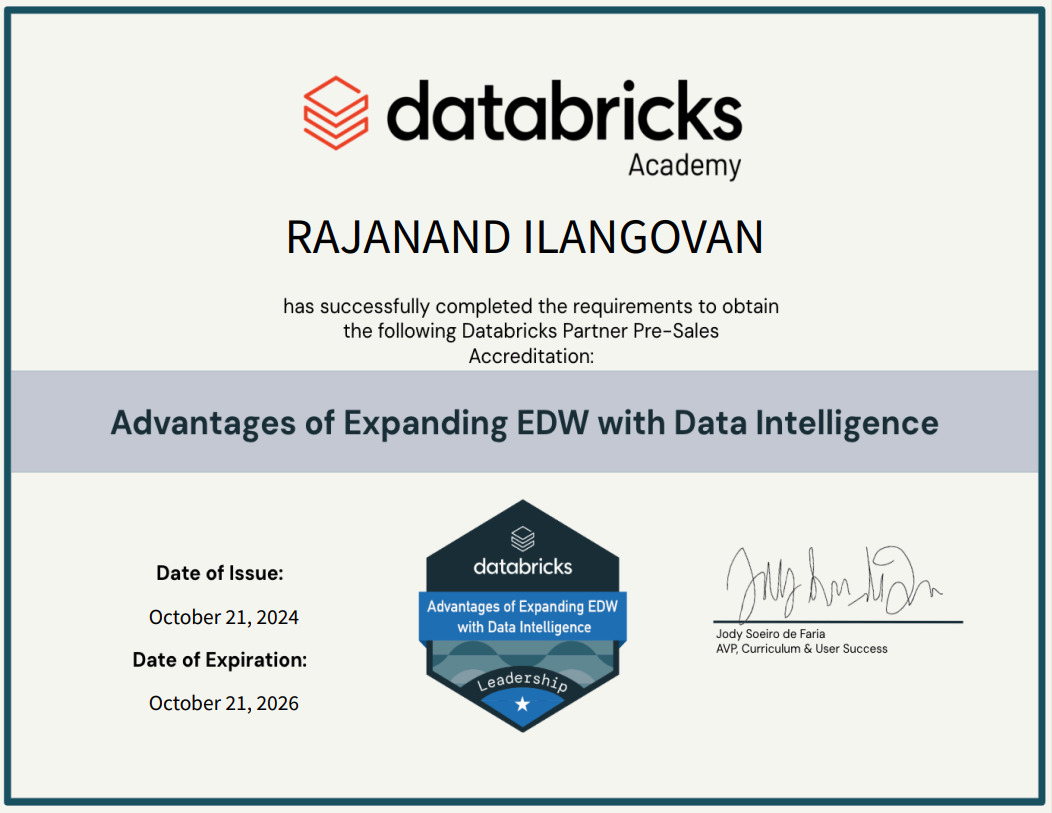 databricks
Academy
RAJANAND ILANGOVAN
has successfully completed the requirements to obtain
the following Databricks Partner Pre-Sales
Accreditation:
Advantages of Expanding EDW with Data Intelligence
Date of Issue:
October 21, 2024
Date of Expiration:
October 21, 2026
databricks
Advantages of Expanding EDW
with Data Intelligence
Leadership
Jody Soeiro de Faria
AVP, Curriculum & User Success